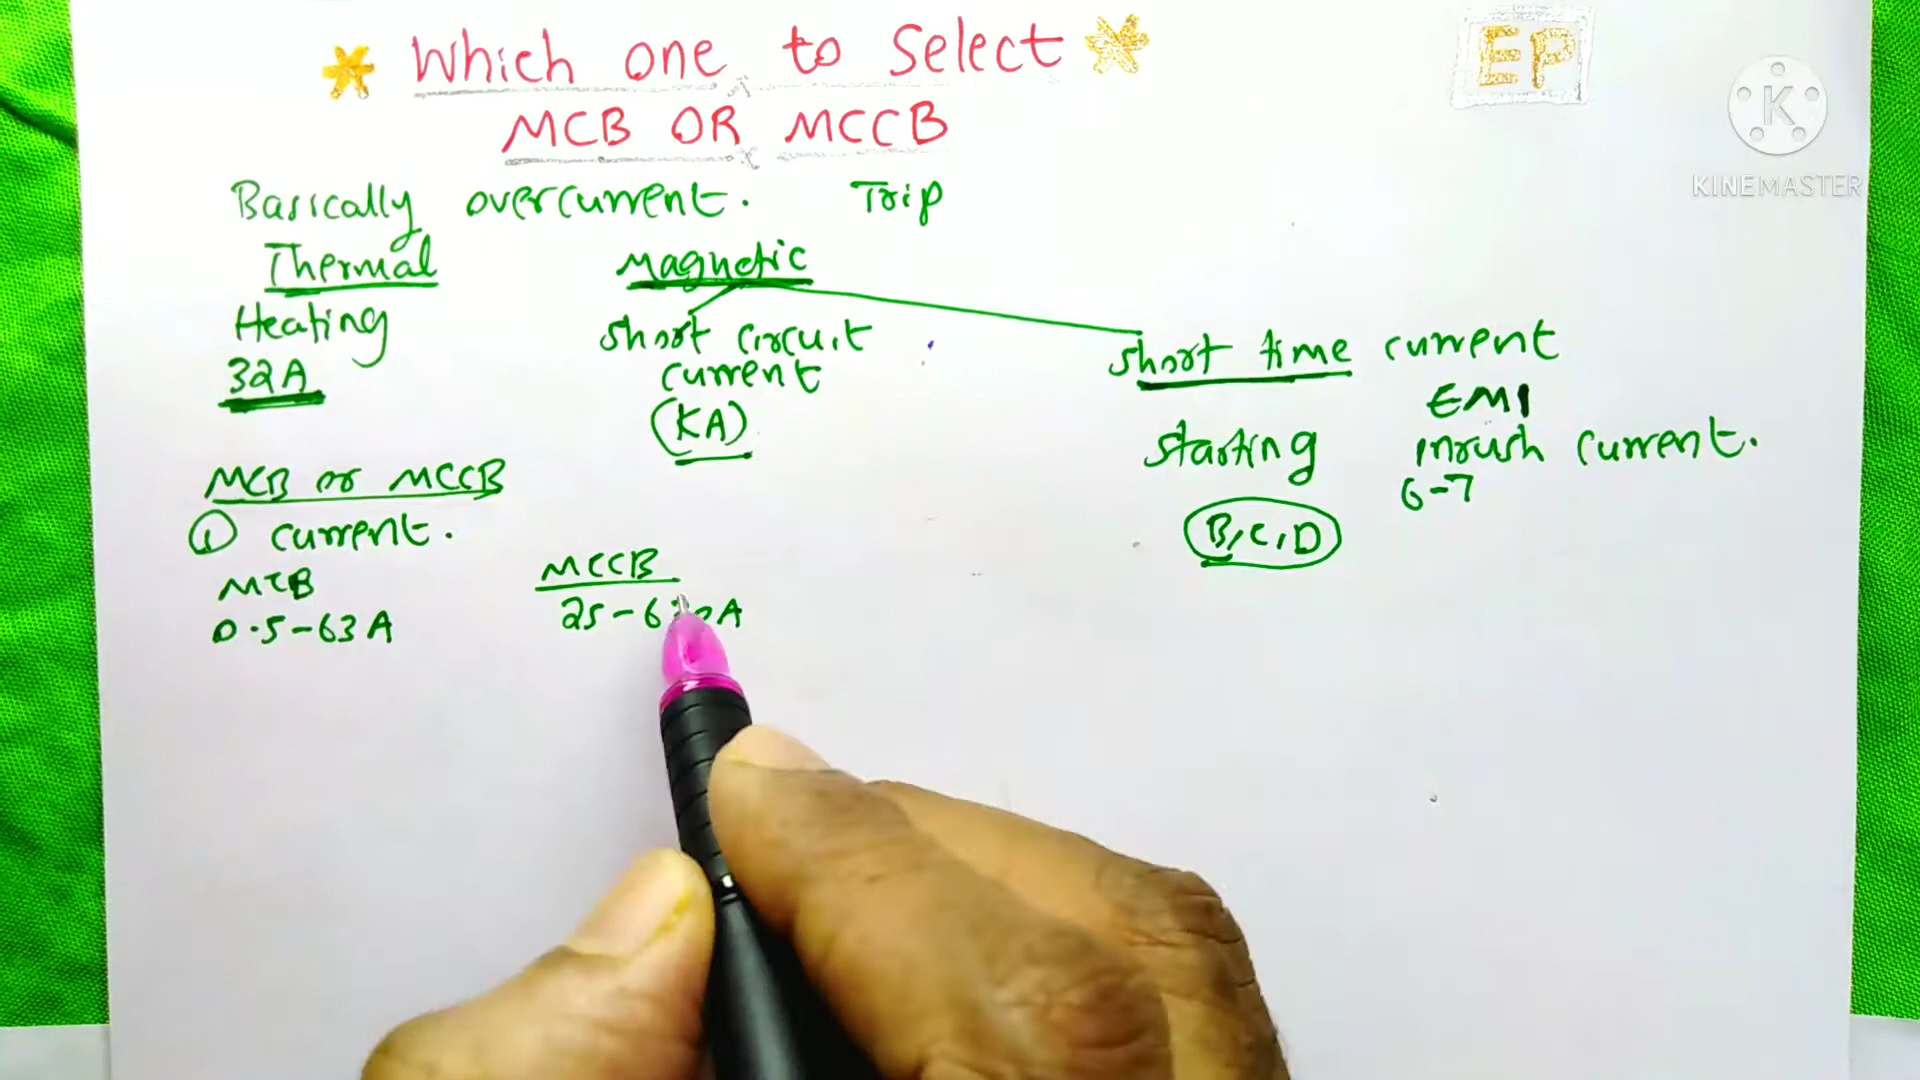 Which one to Select
MCB OR MCCB
EP
K
KINEMASTER
Basically overcurrent. Trip
Thermal
Magnetic
Heating
32A
short circuit
current
(KA)
short time current
EMI
starting inrush current.
6-7
B,C,D
MCB or MCCB
① current.
MCB
0.5-63A
MCCB